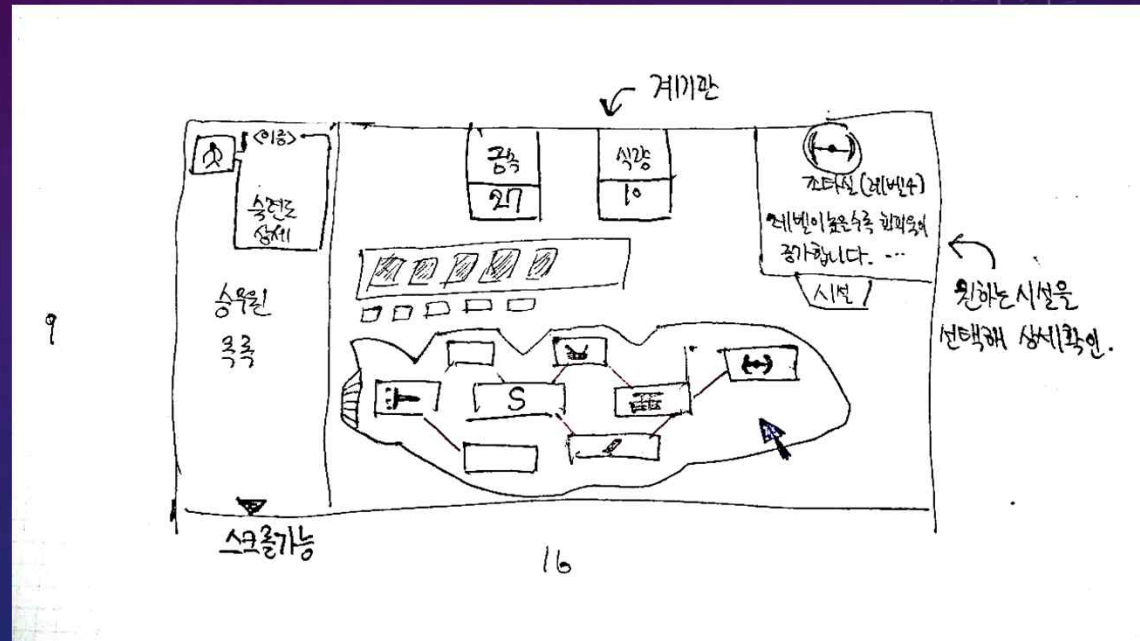 계기판
<이름>
숙련도
상세
금속
27
식량
10
조타실 (레벨4)
레벨이 높을수록 회피율이
증가합니다. ...
시설
원하는 시설을
선택해 상세확인.
승무원
목록
9
S
스크롤가능
16